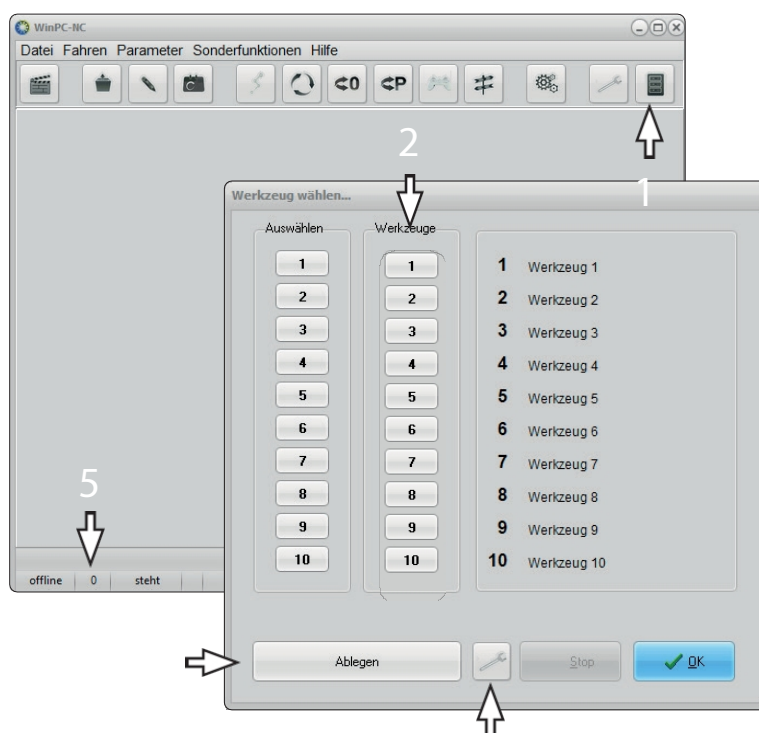 WinPC-NC
Datei Fahren Parameter Sonderfunktionen Hilfe
0 P
2
1
Werkzeug wählen...
Auswählen Werkzeuge
1 1 1 Werkzeug 1
2 2 2 Werkzeug 2
3 3 3 Werkzeug 3
4 4 4 Werkzeug 4
5 5 5 Werkzeug 5
6 6 6 Werkzeug 6
7 7 7 Werkzeug 7
8 8 8 Werkzeug 8
9 9 9 Werkzeug 9
10 10 10 Werkzeug 10
5
offline 0 steht
Ablegen Stop OK